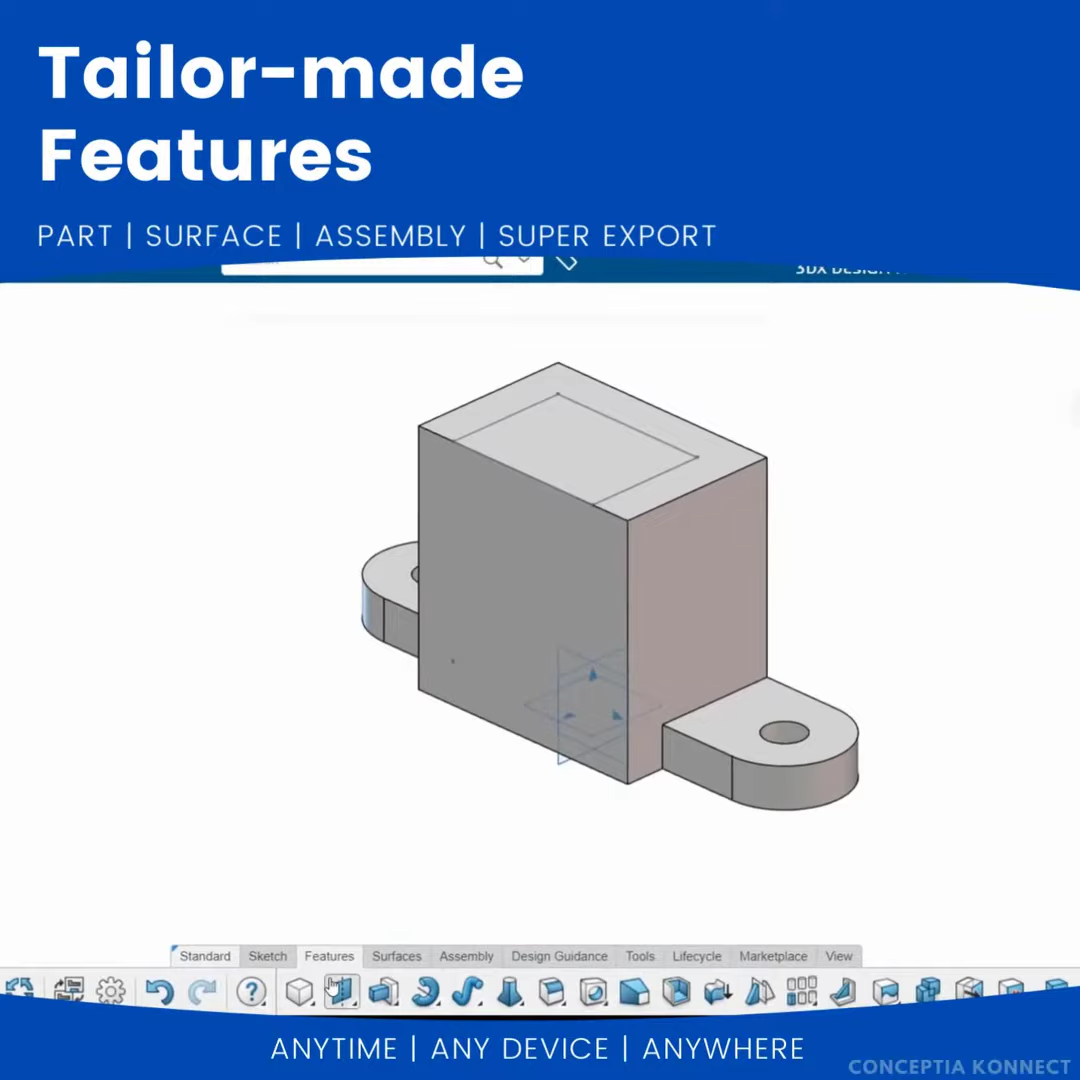 Tailor-made
Features
PART | SURFACE | ASSEMBLY | SUPER EXPORT
Standard Sketch Features Surfaces Assembly Design Guidance Tools Lifecycle Marketplace View
ANYTIME | ANY DEVICE | ANYWHERE
CONCEPTIA KONNECT